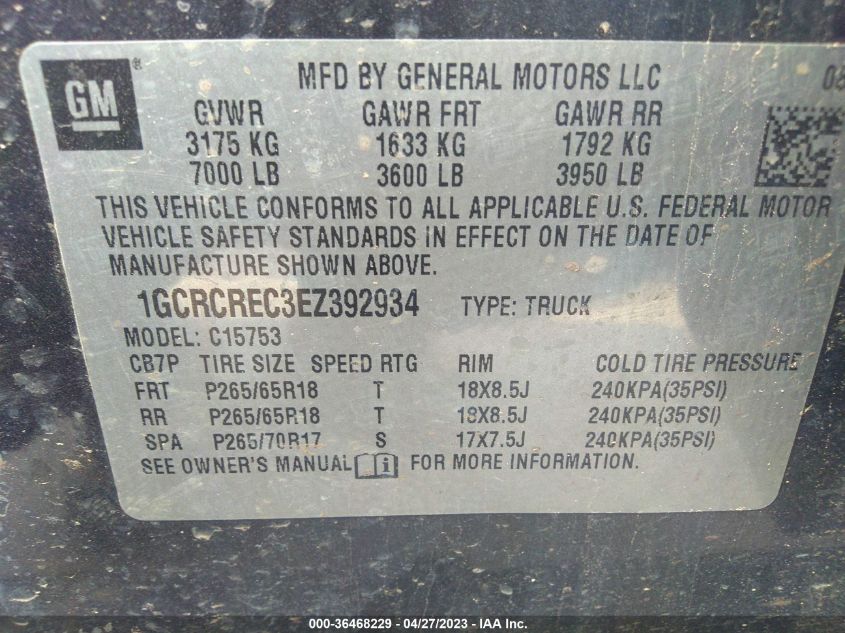 GM ® MFD BY GENERAL MOTORS LLC
GVWR GAWR FRT GAWR RR
3175 KG 1633 KG 1792 KG
7000 LB 3600 LB 3950 LB
THIS VEHICLE CONFORMS TO ALL APPLICABLE U.S. FEDERAL MOTOR
VEHICLE SAFETY STANDARDS IN EFFECT ON THE DATE OF
MANUFACTURE SHOWN ABOVE.
1GCRCREC3EZ392934 TYPE: TRUCK
MODEL: C15753
CB7P TIRE SIZE SPEED RTG RIM COLD TIRE PRESSURE
FRT P265/65R18 T 18X8.5J 240KPA(35PSI)
RR P265/65R18 T 18X8.5J 240KPA(35PSI)
SPA P265/70R17 S 17X7.5J 240KPA(35PSI)
SEE OWNER'S MANUAL i FOR MORE INFORMATION.
000-36468229 - 04/27/2023 - IAA Inc.